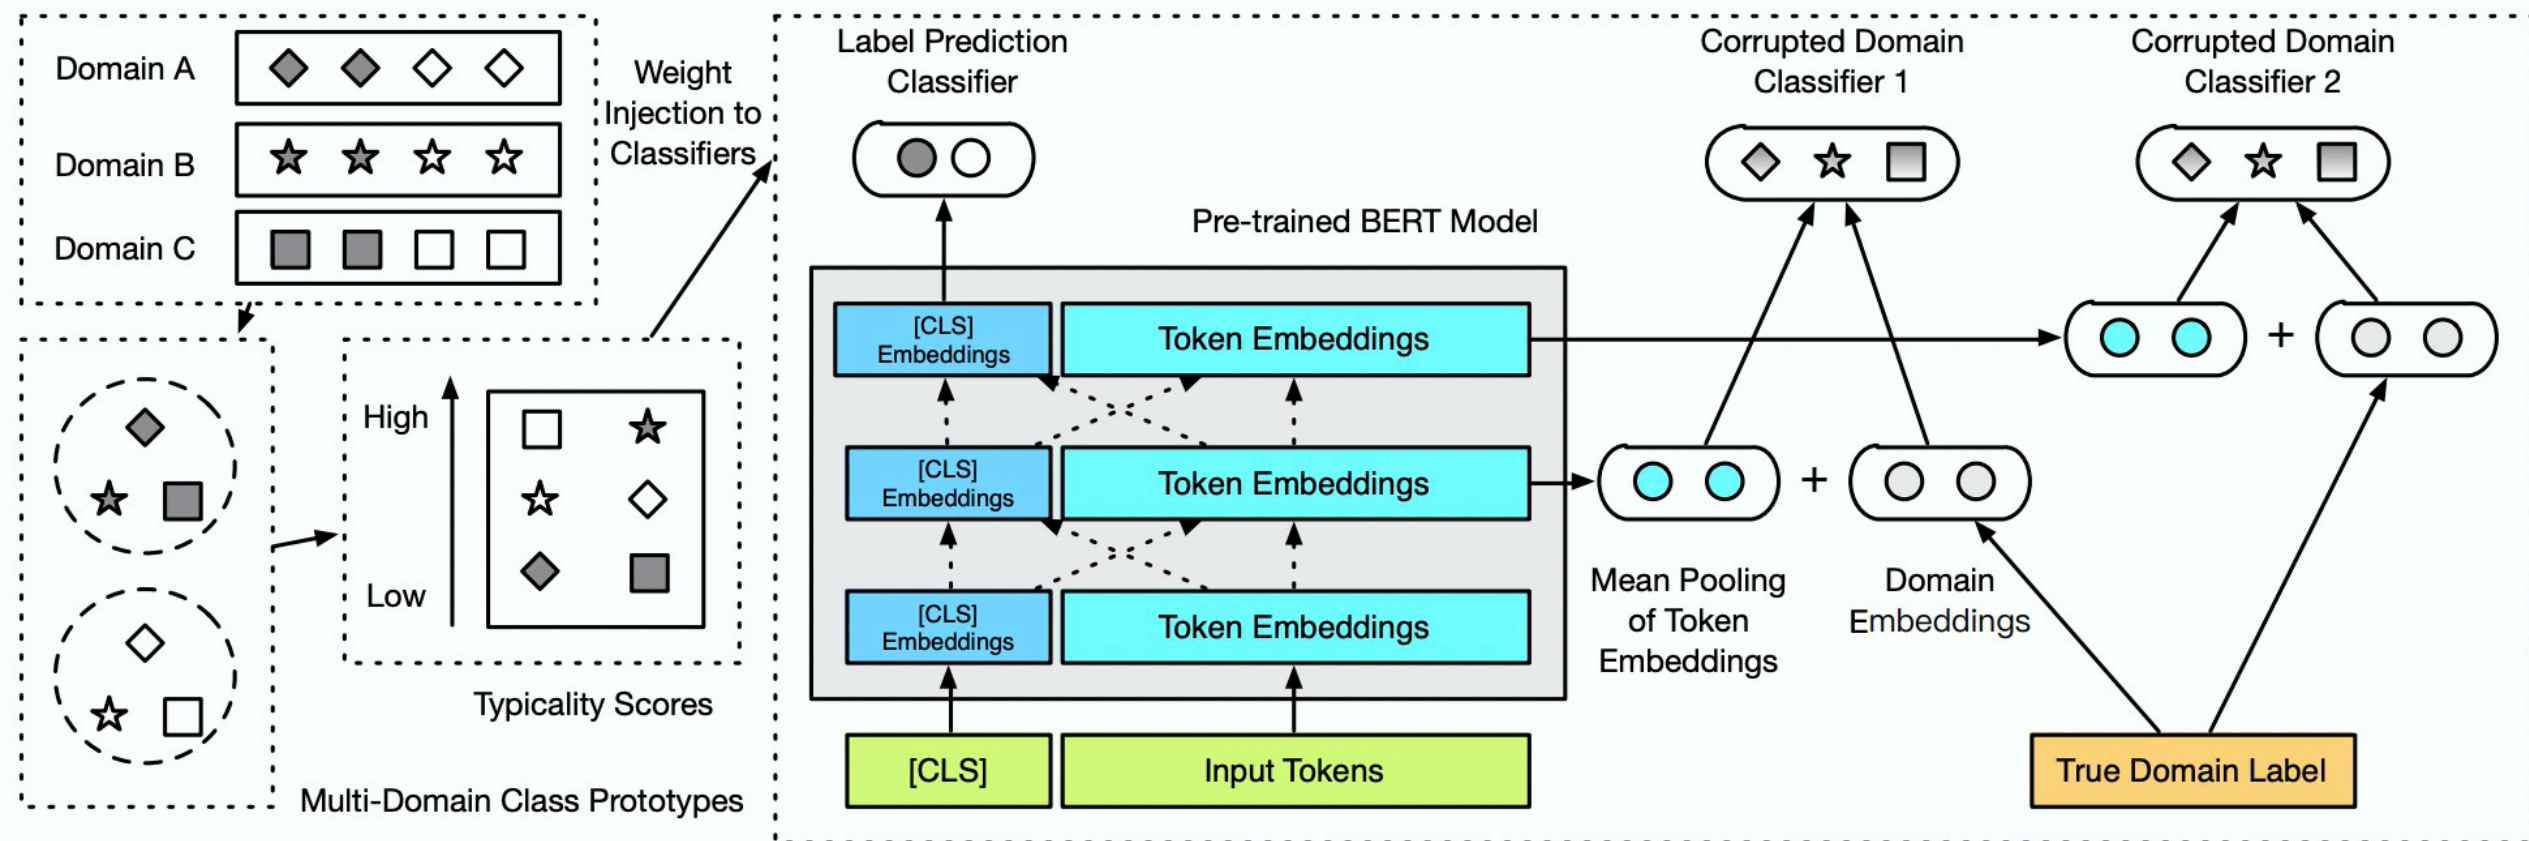 Domain A
Domain B
Domain C
Weight
Injection to
Classifiers
High
Low
Typicality Scores
Multi-Domain Class Prototypes
Label Prediction
Classifier
Pre-trained BERT Model
[CLS]
Embeddings
Token Embeddings
[CLS]
Embeddings
Token Embeddings
[CLS]
Embeddings
Token Embeddings
[CLS]
Input Tokens
Corrupted Domain
Classifier 1
Corrupted Domain
Classifier 2
+
+
Mean Pooling
of Token
Embeddings
Domain
Embeddings
True Domain Label